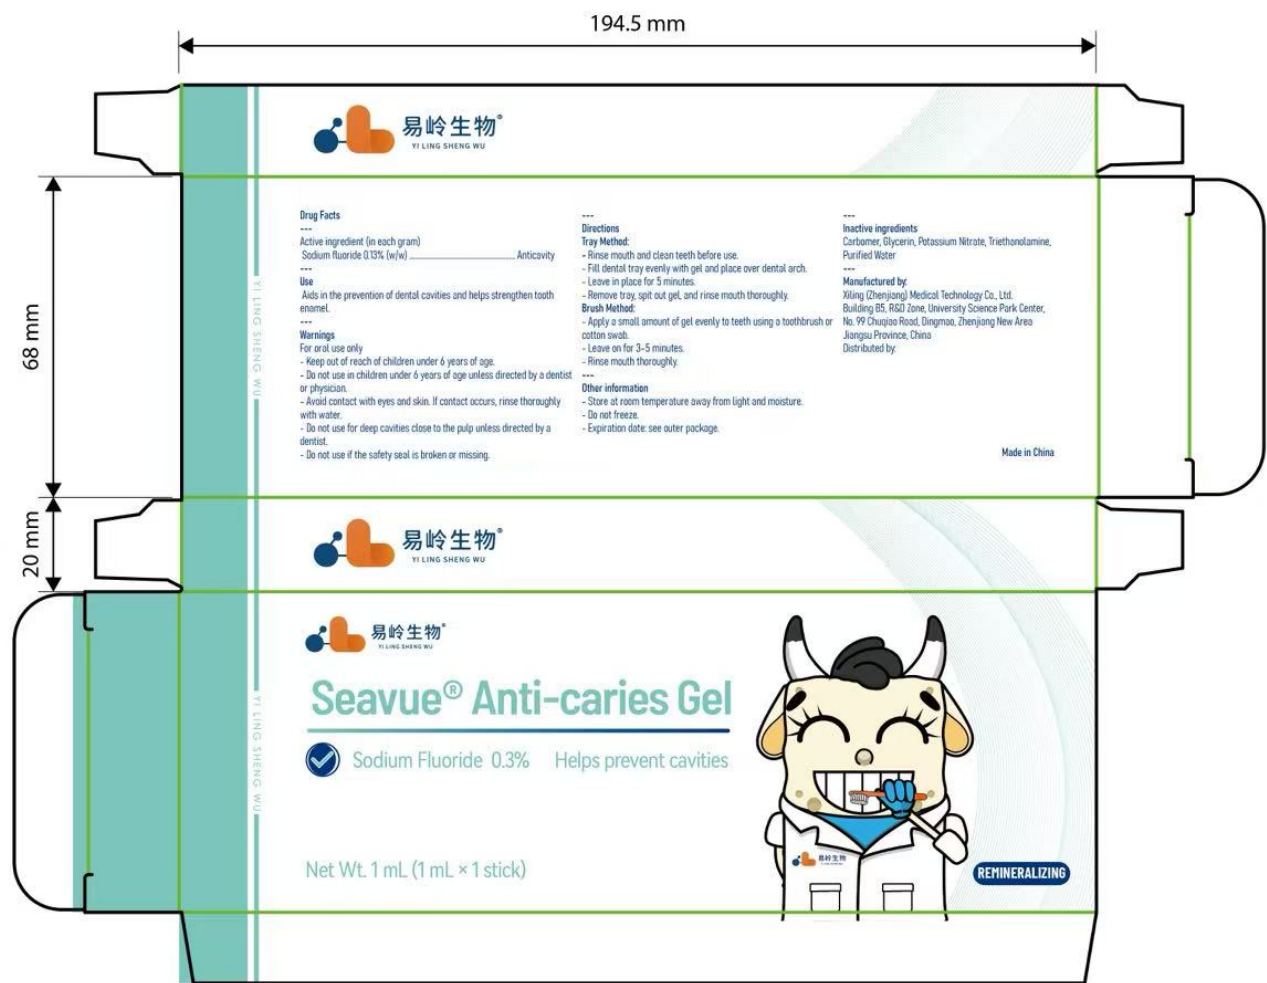 194.5 mm
易岭生物®
YI LING SHENG WU
68 mm
20 mm
YI LING SHENG WU
Drug Facts
---
Active ingredient (in each gram)
Sodium fluoride 0.13% (w/w) ______ Anticavity
---
Use
Aids in the prevention of dental cavities and helps strengthen tooth
enamel.
---
Warnings
For oral use only
- Keep out of reach of children under 6 years of age.
- Do not use in children under 6 years of age unless directed by a dentist
or physician.
- Avoid contact with eyes and skin. If contact occurs, rinse thoroughly
with water.
- Do not use for deep cavities close to the pulp unless directed by a
dentist.
- Do not use if the safety seal is broken or missing.
---
Directions
Tray Method:
- Rinse mouth and clean teeth before use.
- Fill dental tray evenly with gel and place over dental arch.
- Leave in place for 5 minutes.
- Remove tray, spit out gel, and rinse mouth thoroughly.
Brush Method:
- Apply a small amount of gel evenly to teeth using a toothbrush or
cotton swab.
- Leave on for 3-5 minutes.
- Rinse mouth thoroughly.
---
Other information
- Store at room temperature away from light and moisture.
- Do not freeze.
- Expiration date: see outer package.
---
Inactive ingredients
Carbomer, Glycerin, Potassium Nitrate, Triethanolamine,
Purified Water
---
Manufactured by:
Xiling (Zhenjiang) Medical Technology Co., Ltd.
Building B5, R&D Zone, University Science Park Center,
No. 99 Chuqiao Road, Dingmao, Zhenjiang New Area
Jiangsu Province, China
Distributed by:
Made in China
易岭生物®
YI LING SHENG WU
易岭生物®
YI LING SHENG WU
Seavue® Anti-caries Gel
Sodium Fluoride 0.3% Helps prevent cavities
YI LING SHENG WU
Net Wt. 1 mL (1 mL × 1 stick)
易岭生物
REMINERALIZING